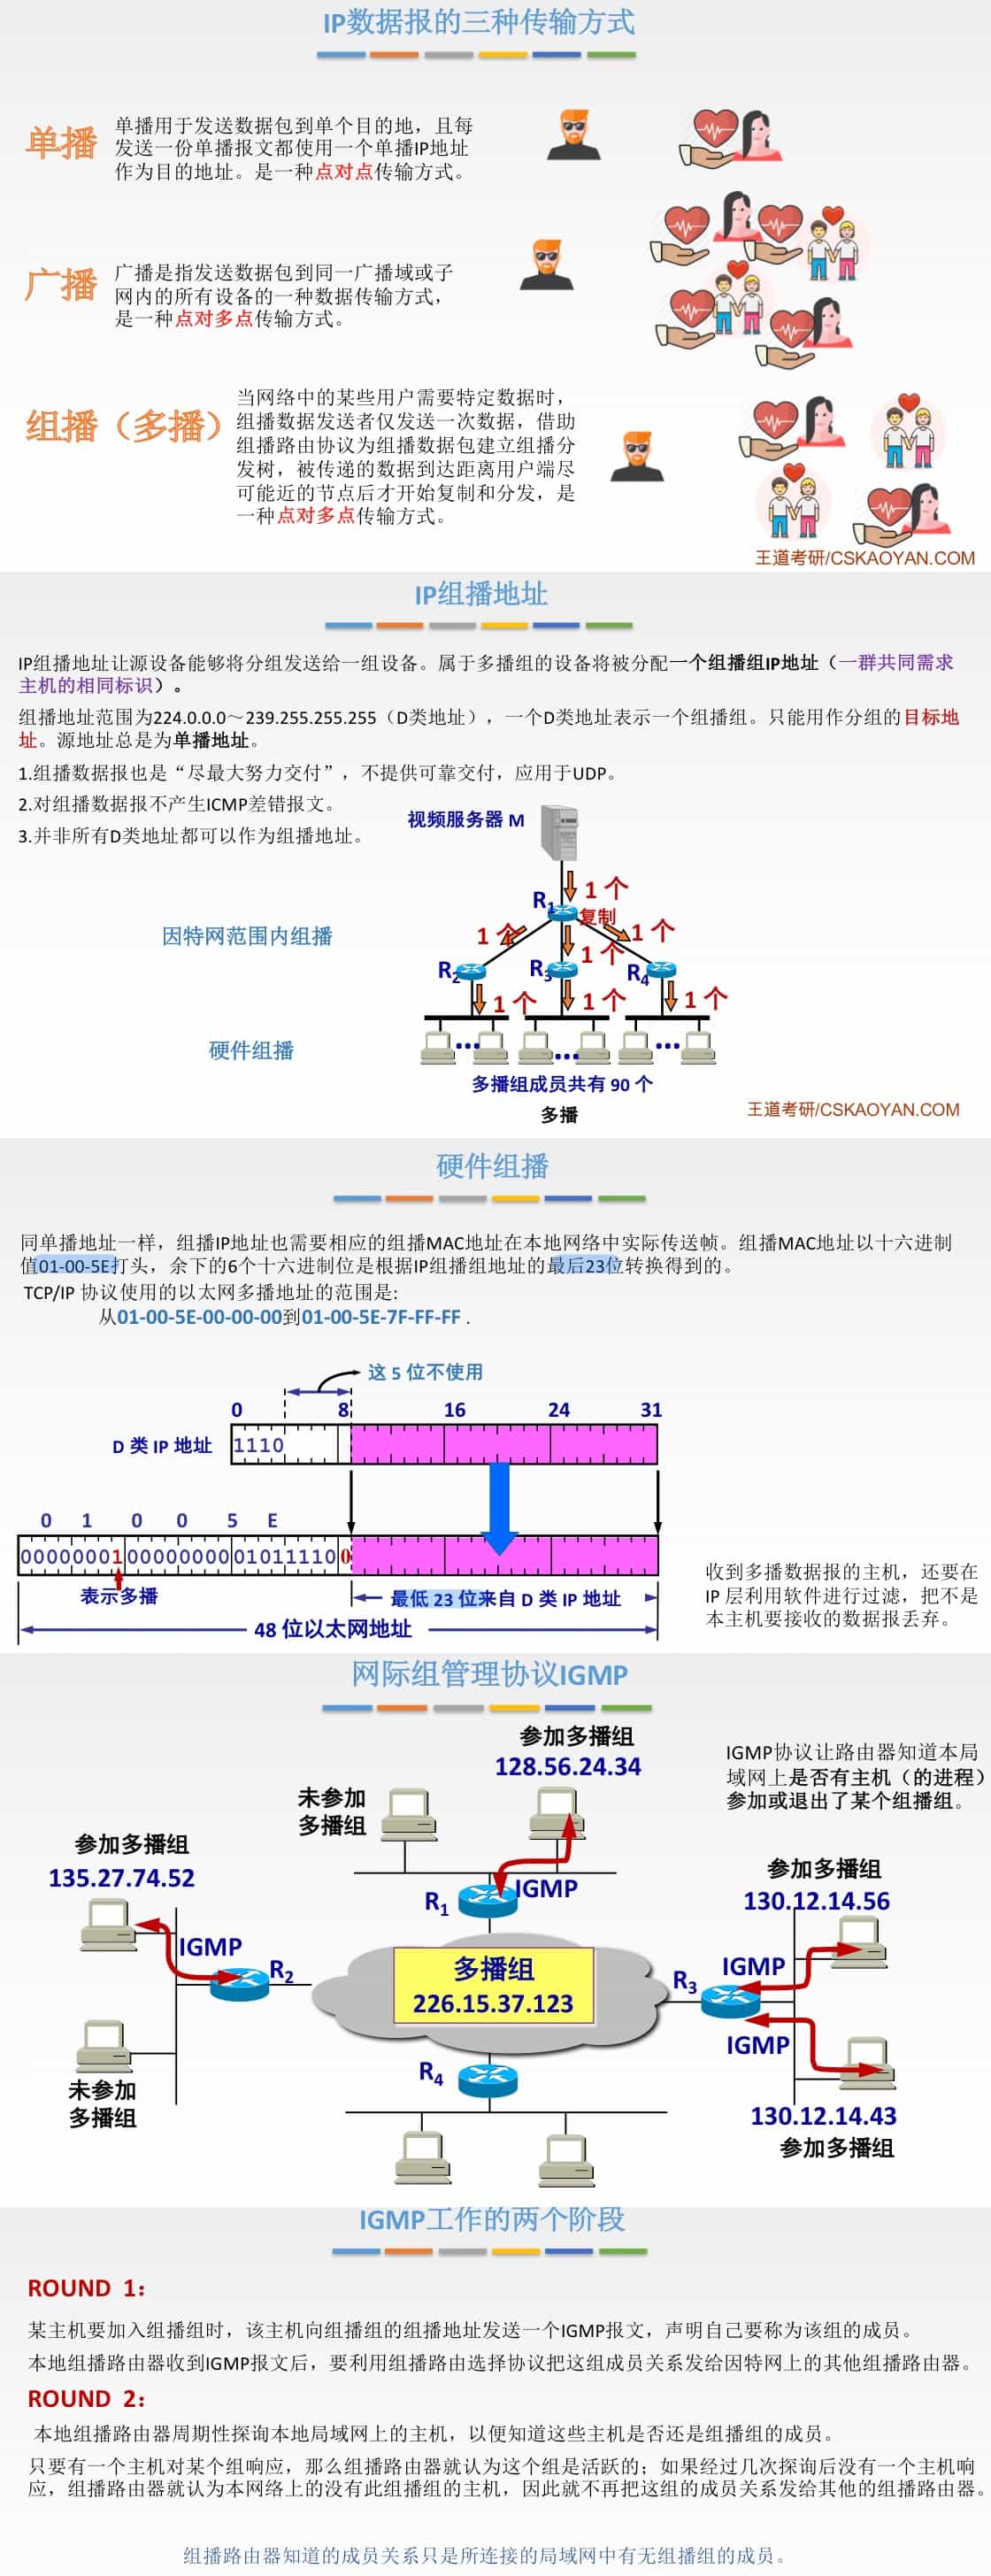 IP数据报的三种传输方式
单播
单播用于发送数据包到单个目的地，且每
发送一份单播报文都使用一个单播IP地址
作为目的地址。是一种点对点传输方式。
广播
广播是指发送数据包到同一广播域或子
网内的所有设备的一种数据传输方式，
是一种点对多点传输方式。
组播（多播）
当网络中的某些用户需要特定数据时，
组播数据发送者仅发送一次数据，借助
组播路由协议为组播数据包建立组播分
发树，被传递的数据到达距离用户端尽
可能近的节点后才开始复制和分发，是
一种点对多点传输方式。
王道考研/CSKAOYAN.COM
IP组播地址
IP组播地址让源设备能够将分组发送给一组设备。属于多播组的设备将被分配一个组播组IP地址（一群共同需求
主机的相同标识）。
组播地址范围为224.0.0.0～239.255.255.255（D类地址），一个D类地址表示一个组播组。只能用作分组的目标地
址。源地址总是为单播地址。
1.组播数据报也是“尽最大努力交付”，不提供可靠交付，应用于UDP。
2.对组播数据报不产生ICMP差错报文。
3.并非所有D类地址都可以作为组播地址。
视频服务器 M
1 个
R1
复制
因特网范围内组播
1 个
1 个
1 个
R2
R3
R4
1 个
1 个
1 个
硬件组播
多播组成员共有 90 个
多播
王道考研/CSKAOYAN.COM
硬件组播
同单播地址一样，组播IP地址也需要相应的组播MAC地址在本地网络中实际传送帧。组播MAC地址以十六进制
值01-00-5E打头，余下的6个十六进制位是根据IP组播组地址的最后23位转换得到的。
TCP/IP 协议使用的以太网多播地址的范围是:
从01-00-5E-00-00-00到01-00-5E-7F-FF-FF .
这 5 位不使用
0 8 16 24 31
D 类 IP 地址
1110
0 1 0 0 5 E
00000001 00000000 01011110 0
表示多播
最低 23 位来自 D 类 IP 地址
48 位以太网地址
收到多播数据报的主机，还要在
IP 层利用软件进行过滤，把不是
本主机要接收的数据报丢弃。
网际组管理协议IGMP
参加多播组
128.56.24.34
IGMP协议让路由器知道本局
域网上是否有主机（的进程）
参加或退出了某个组播组。
未参加
多播组
参加多播组
135.27.74.52
参加多播组
130.12.14.56
R1
IGMP
IGMP
R2
多播组
226.15.37.123
R3
IGMP
IGMP
R4
未参加
多播组
130.12.14.43
参加多播组
IGMP工作的两个阶段
ROUND 1：
某主机要加入组播组时，该主机向组播组的组播地址发送一个IGMP报文，声明自己要称为该组的成员。
本地组播路由器收到IGMP报文后，要利用组播路由选择协议把这组成员关系发给因特网上的其他组播路由器。
ROUND 2：
本地组播路由器周期性探询本地局域网上的主机，以便知道这些主机是否还是组播组的成员。
只要有一个主机对某个组响应，那么组播路由器就认为这个组是活跃的；如果经过几次探询后没有一个主机响
应，组播路由器就认为本网络上的没有此组播组的主机，因此就不再把这组的成员关系发给其他的组播路由器。
组播路由器知道的成员关系只是所连接的局域网中有无组播组的成员。